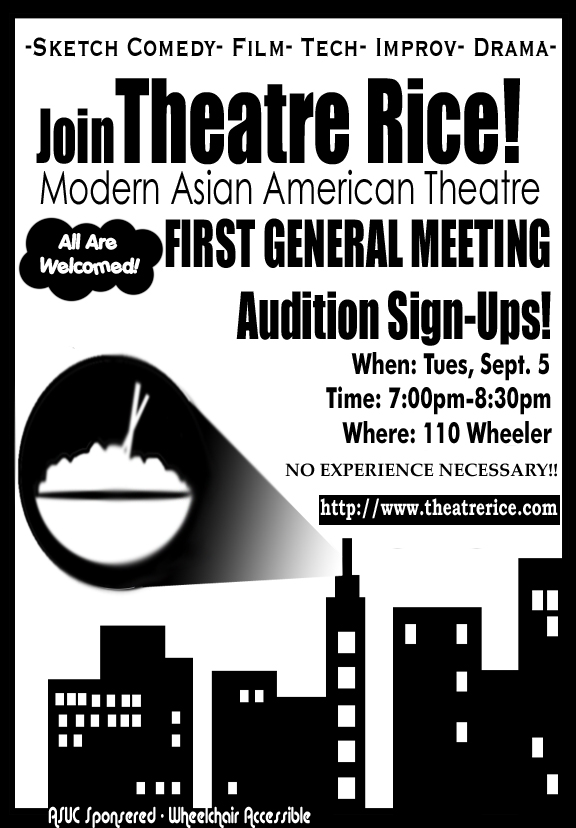 -Sketch Comedy- Film- Tech- Improv- Drama-
Join Theatre Rice!
Modern Asian American Theatre
All Are
Welcomed!
FIRST GENERAL MEETING
Audition Sign-Ups!
When: Tues, Sept. 5
Time: 7:00pm-8:30pm
Where: 110 Wheeler
NO EXPERIENCE NECESSARY!!
http://www.theatrerice.com
ASUC Sponsered - Wheelchair Accessible